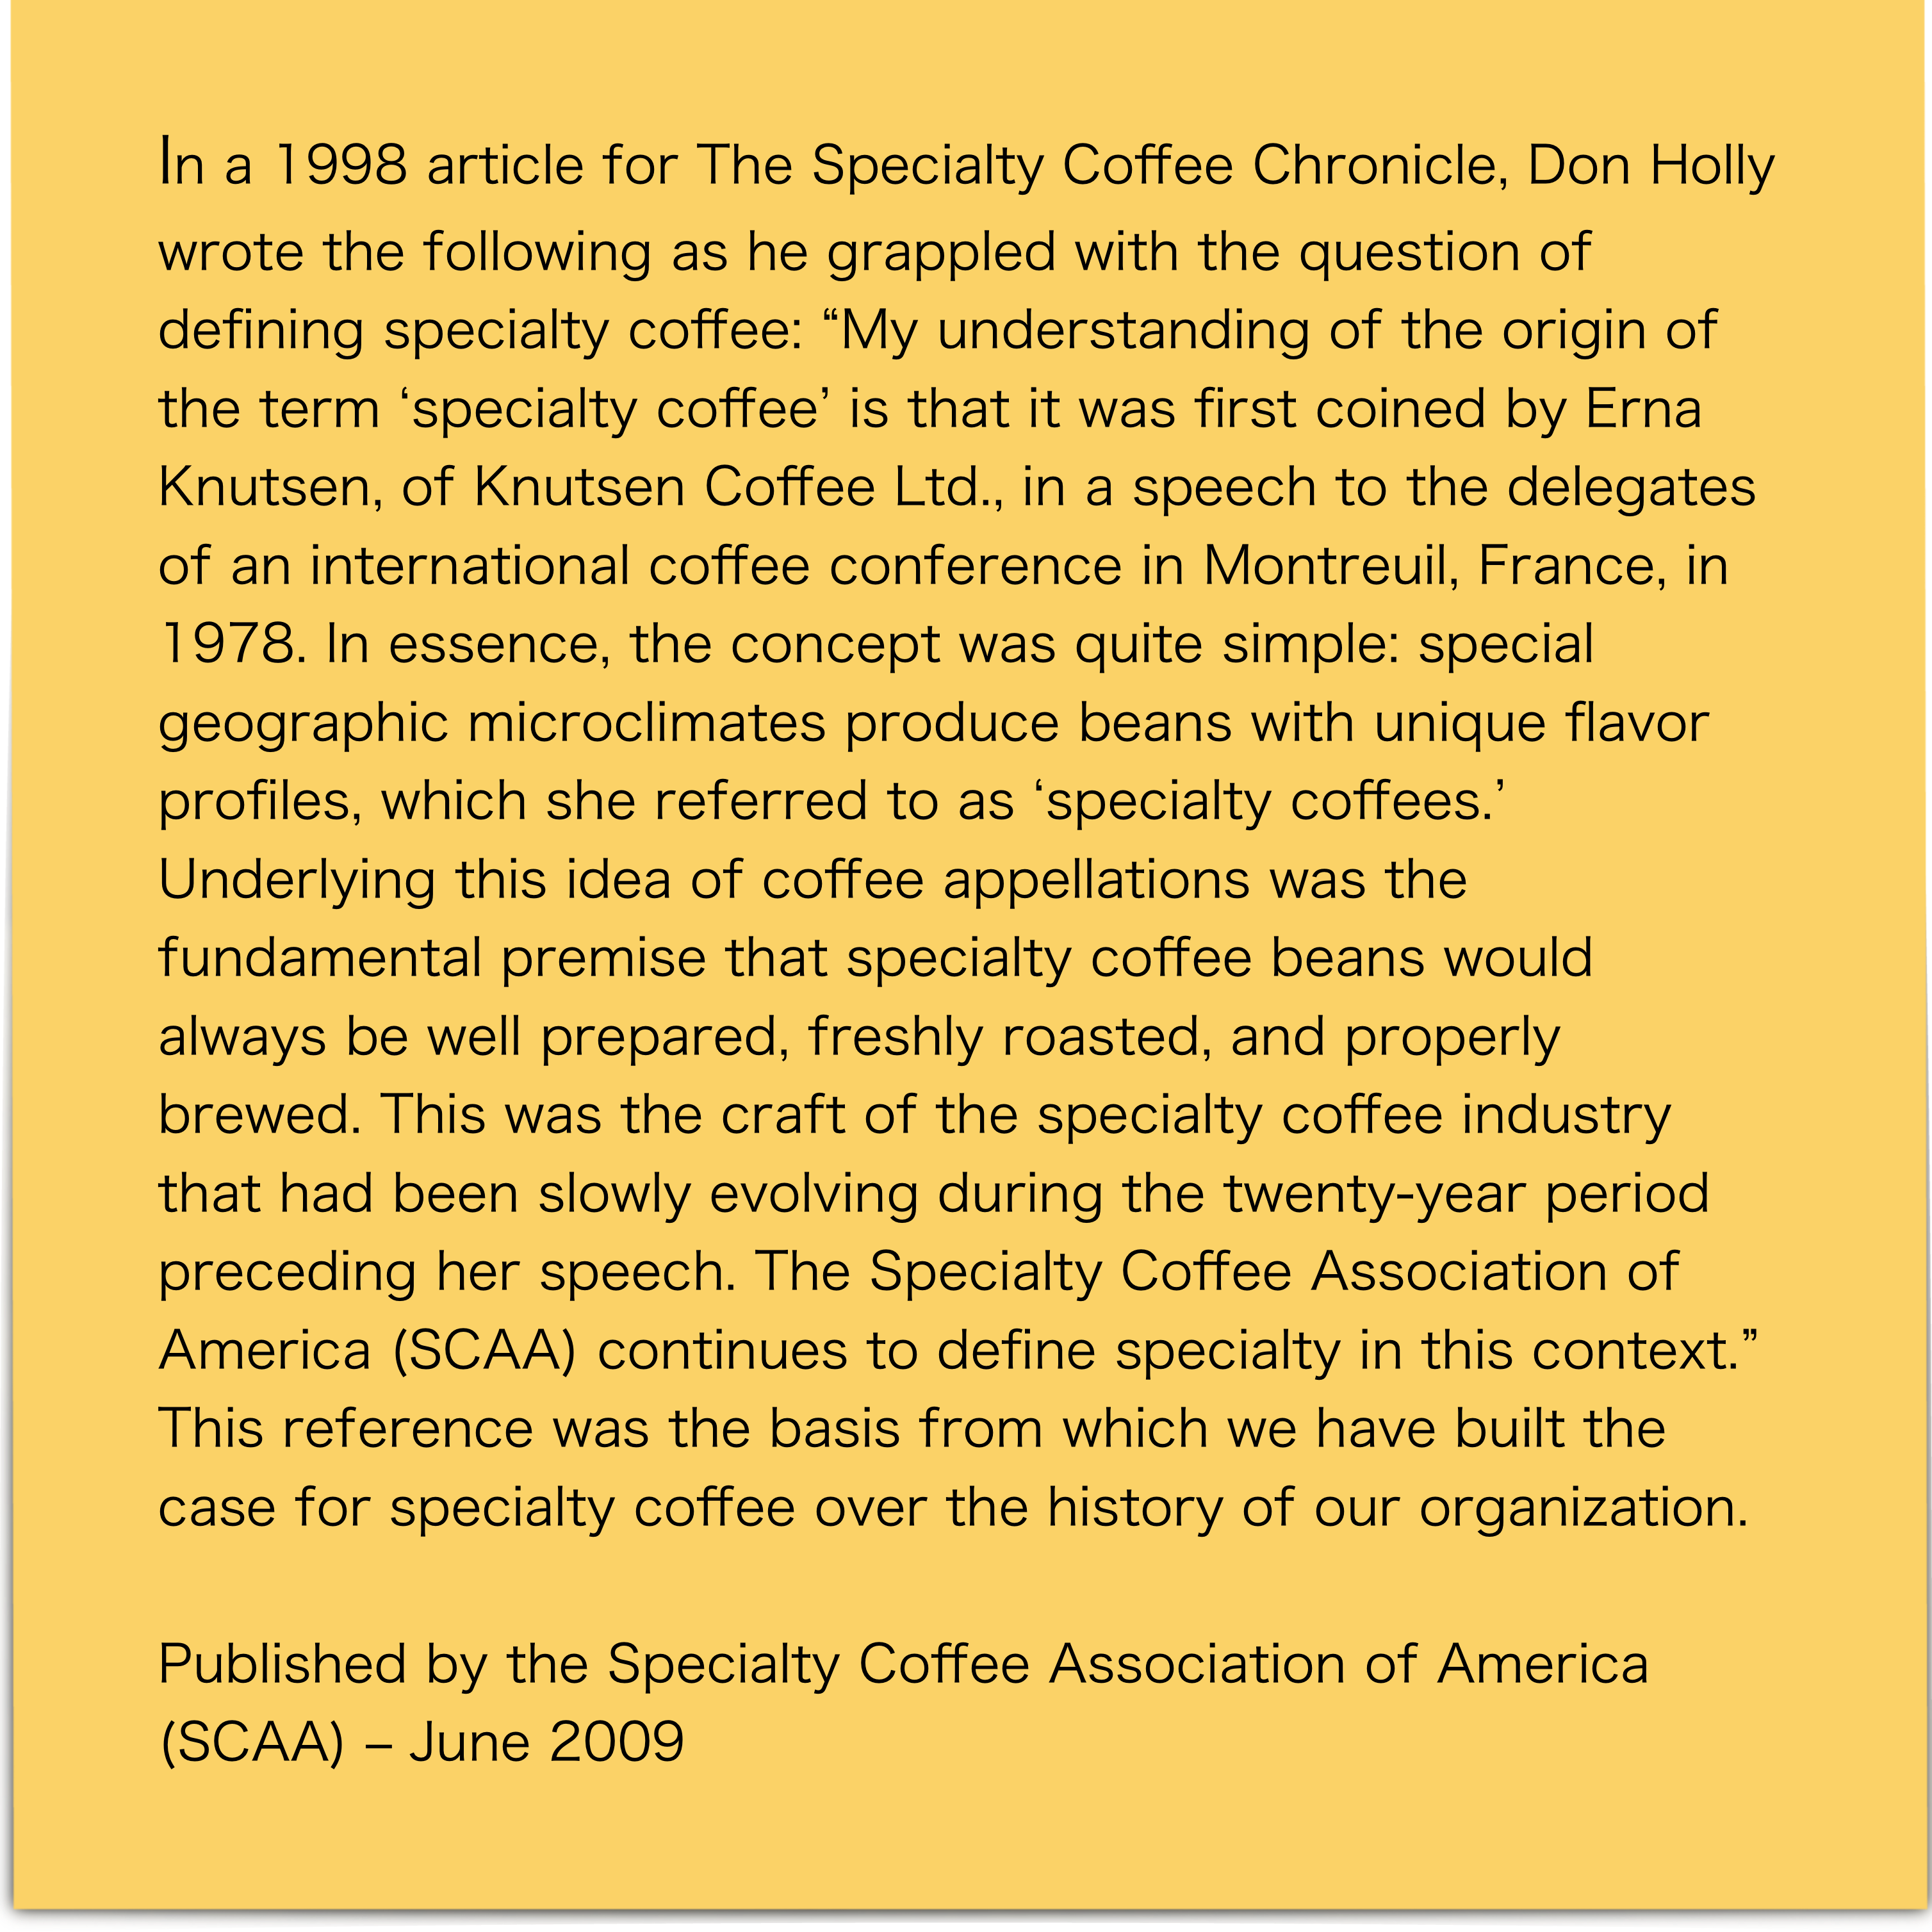 In a 1998 article for The Specialty Coffee Chronicle, Don Holly
wrote the following as he grappled with the question of
defining specialty coffee: “My understanding of the origin of
the term ‘specialty coffee’ is that it was first coined by Erna
Knutsen, of Knutsen Coffee Ltd., in a speech to the delegates
of an international coffee conference in Montreuil, France, in
1978. In essence, the concept was quite simple: special
geographic microclimates produce beans with unique flavor
profiles, which she referred to as ‘specialty coffees.’
Underlying this idea of coffee appellations was the
fundamental premise that specialty coffee beans would
always be well prepared, freshly roasted, and properly
brewed. This was the craft of the specialty coffee industry
that had been slowly evolving during the twenty-year period
preceding her speech. The Specialty Coffee Association of
America (SCAA) continues to define specialty in this context.”
This reference was the basis from which we have built the
case for specialty coffee over the history of our organization.
Published by the Specialty Coffee Association of America
(SCAA) – June 2009